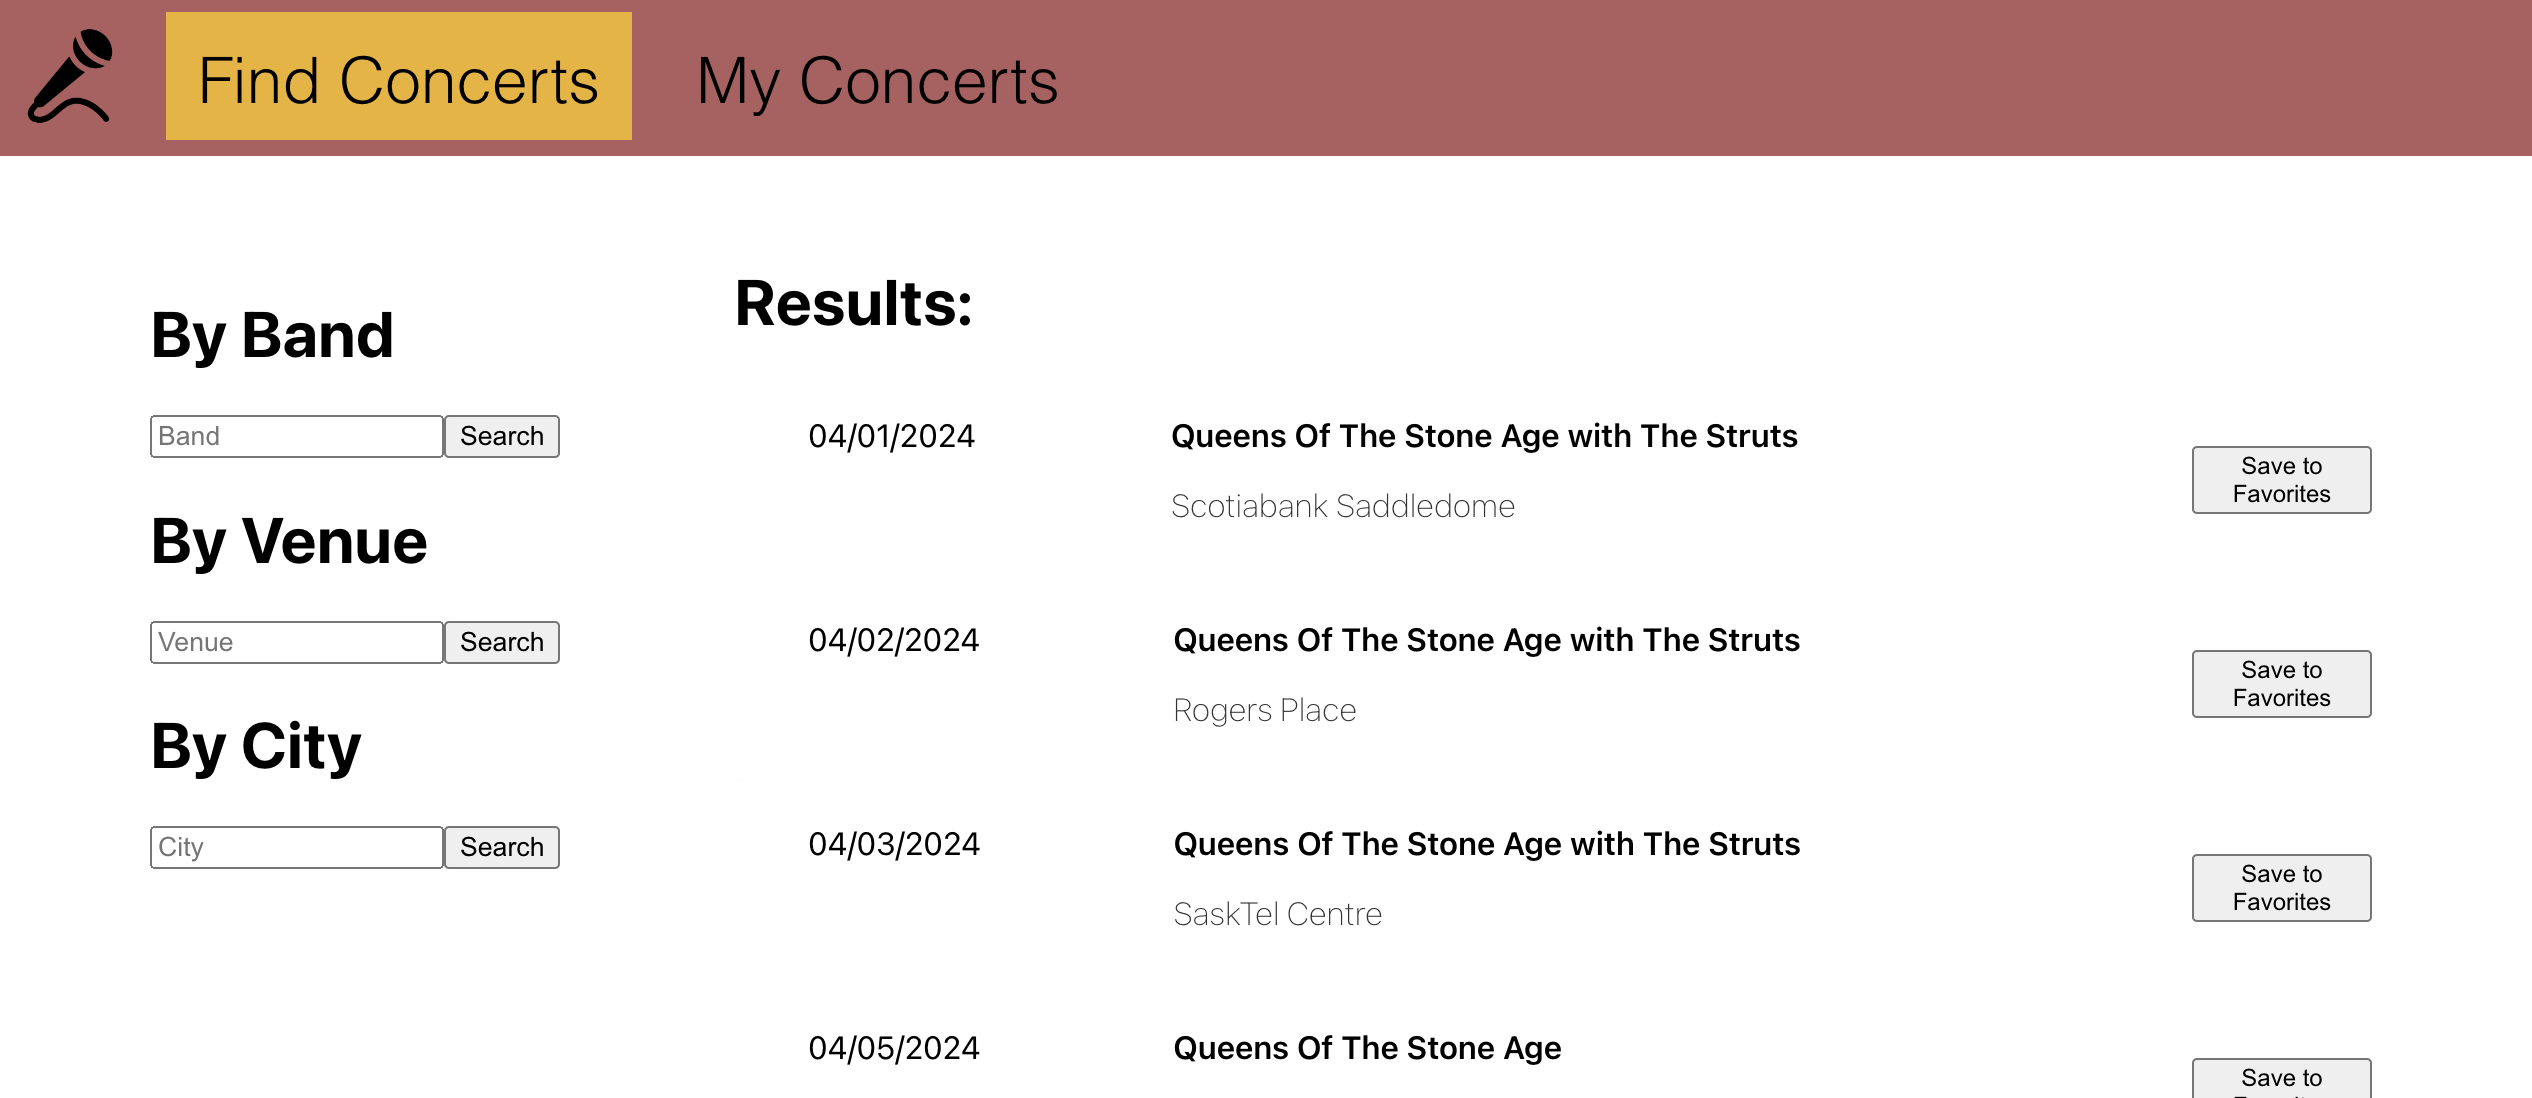 Find Concerts
My Concerts
By Band
Band
Search
By Venue
Venue
Search
By City
City
Search
Results:
04/01/2024
Queens Of The Stone Age with The Struts
Scotiabank Saddledome
Save to
Favorites
04/02/2024
Queens Of The Stone Age with The Struts
Rogers Place
Save to
Favorites
04/03/2024
Queens Of The Stone Age with The Struts
SaskTel Centre
Save to
Favorites
04/05/2024
Queens Of The Stone Age
Save to